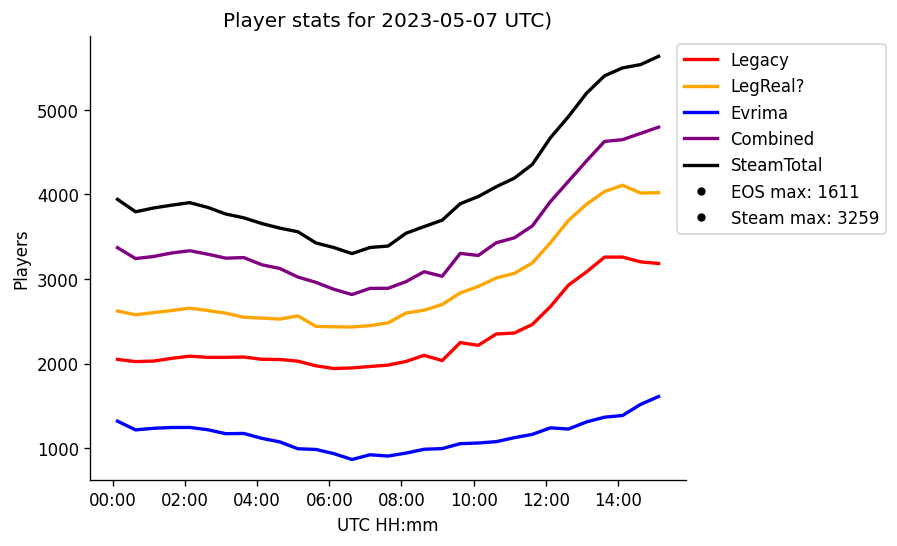 Player stats for 2023-05-07 UTC)
Legacy
LegReal?
Evrima
Combined
SteamTotal
EOS max: 1611
Steam max: 3259
Players
5000
4000
3000
2000
1000
00:00 02:00 04:00 06:00 08:00 10:00 12:00 14:00
UTC HH:mm